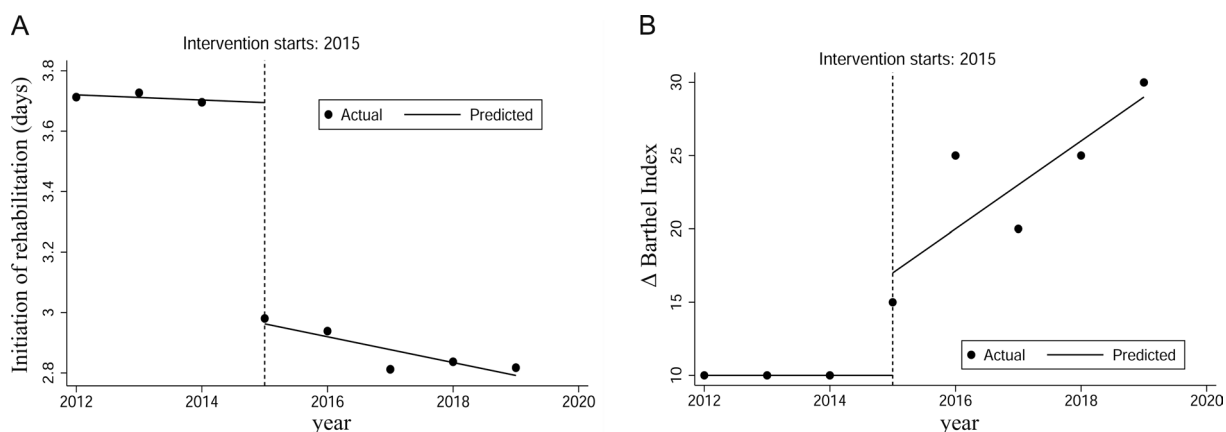 A
Intervention starts: 2015
Initiation of rehabilitation (days)
3.8
3.6
3.4
3.2
3
2.8
Actual
Predicted
2012
2014
2016
2018
2020
year
B
Intervention starts: 2015
Δ Barthel Index
30
25
20
15
10
Actual
Predicted
2012
2014
2016
2018
2020
year